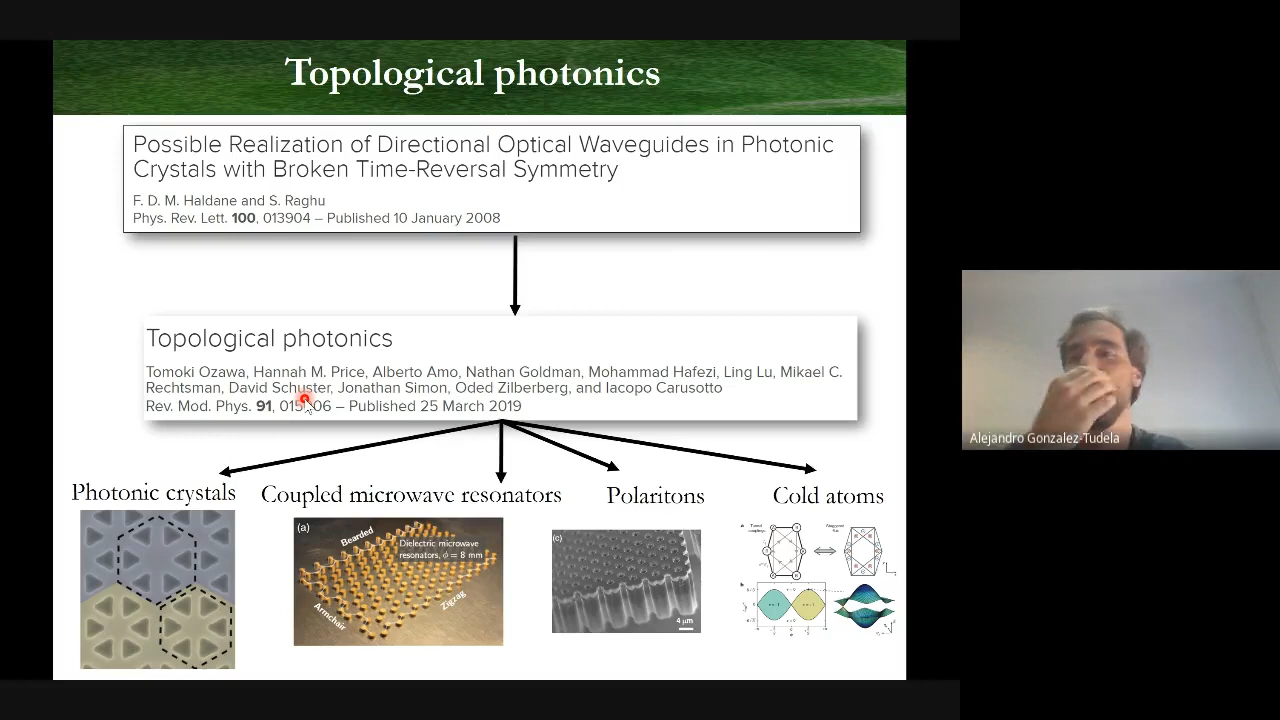 Topological photonics
Possible Realization of Directional Optical Waveguides in Photonic
Crystals with Broken Time-Reversal Symmetry
F. D. M. Haldane and S. Raghu
Phys. Rev. Lett. 100, 013904 – Published 10 January 2008
Topological photonics
Tomoki Ozawa, Hannah M. Price, Alberto Amo, Nathan Goldman, Mohammad Hafezi, Ling Lu, Mikael C.
Rechtsman, David Schuster, Jonathan Simon, Oded Zilberberg, and Iacopo Carusotto
Rev. Mod. Phys. 91, 06 – Published 25 March 2019
Photonic crystals
Coupled microwave resonators
Polaritons
Cold atoms
(a)
Bearded
Dielectric microwave
resonators, ϕ = 8 mm
Armchair
Zigzag
(c)
4 μm
Alejandro Gonzalez-Tudela